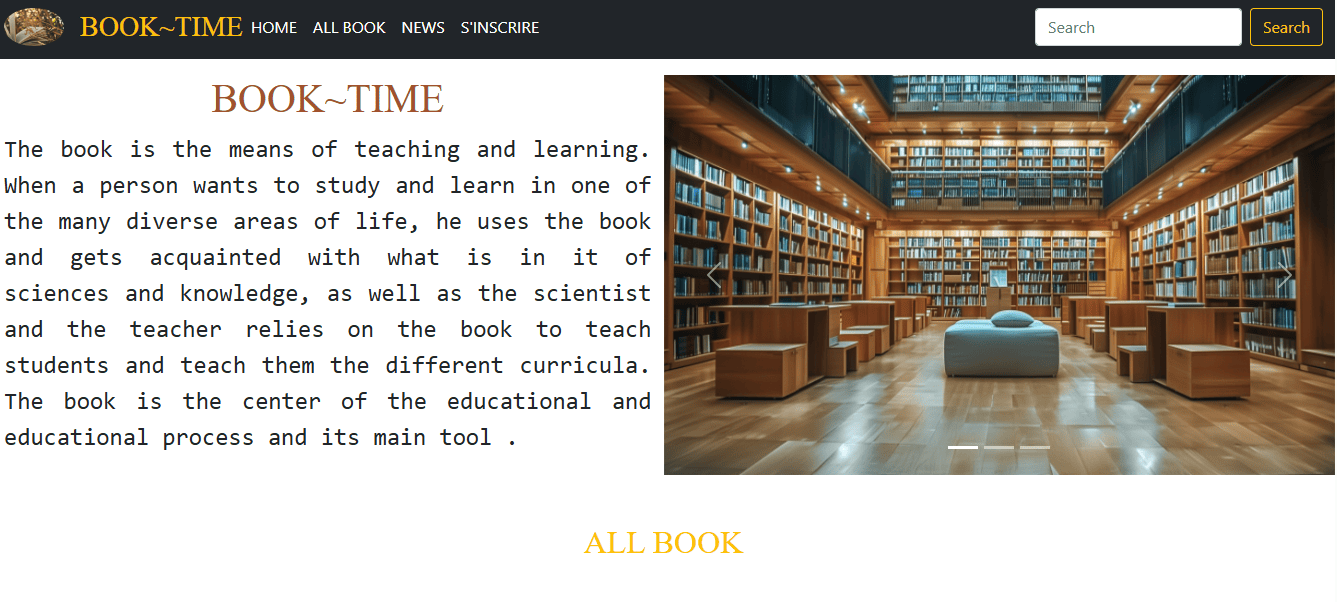 BOOK~TIME HOME ALL BOOK NEWS S'INSCRIRE Search Search
BOOK~TIME
The book is the means of teaching and learning.
When a person wants to study and learn in one of
the many diverse areas of life, he uses the book
and gets acquainted with what is in it of
sciences and knowledge, as well as the scientist
and the teacher relies on the book to teach
students and teach them the different curricula.
The book is the center of the educational and
educational process and its main tool .
ALL BOOK